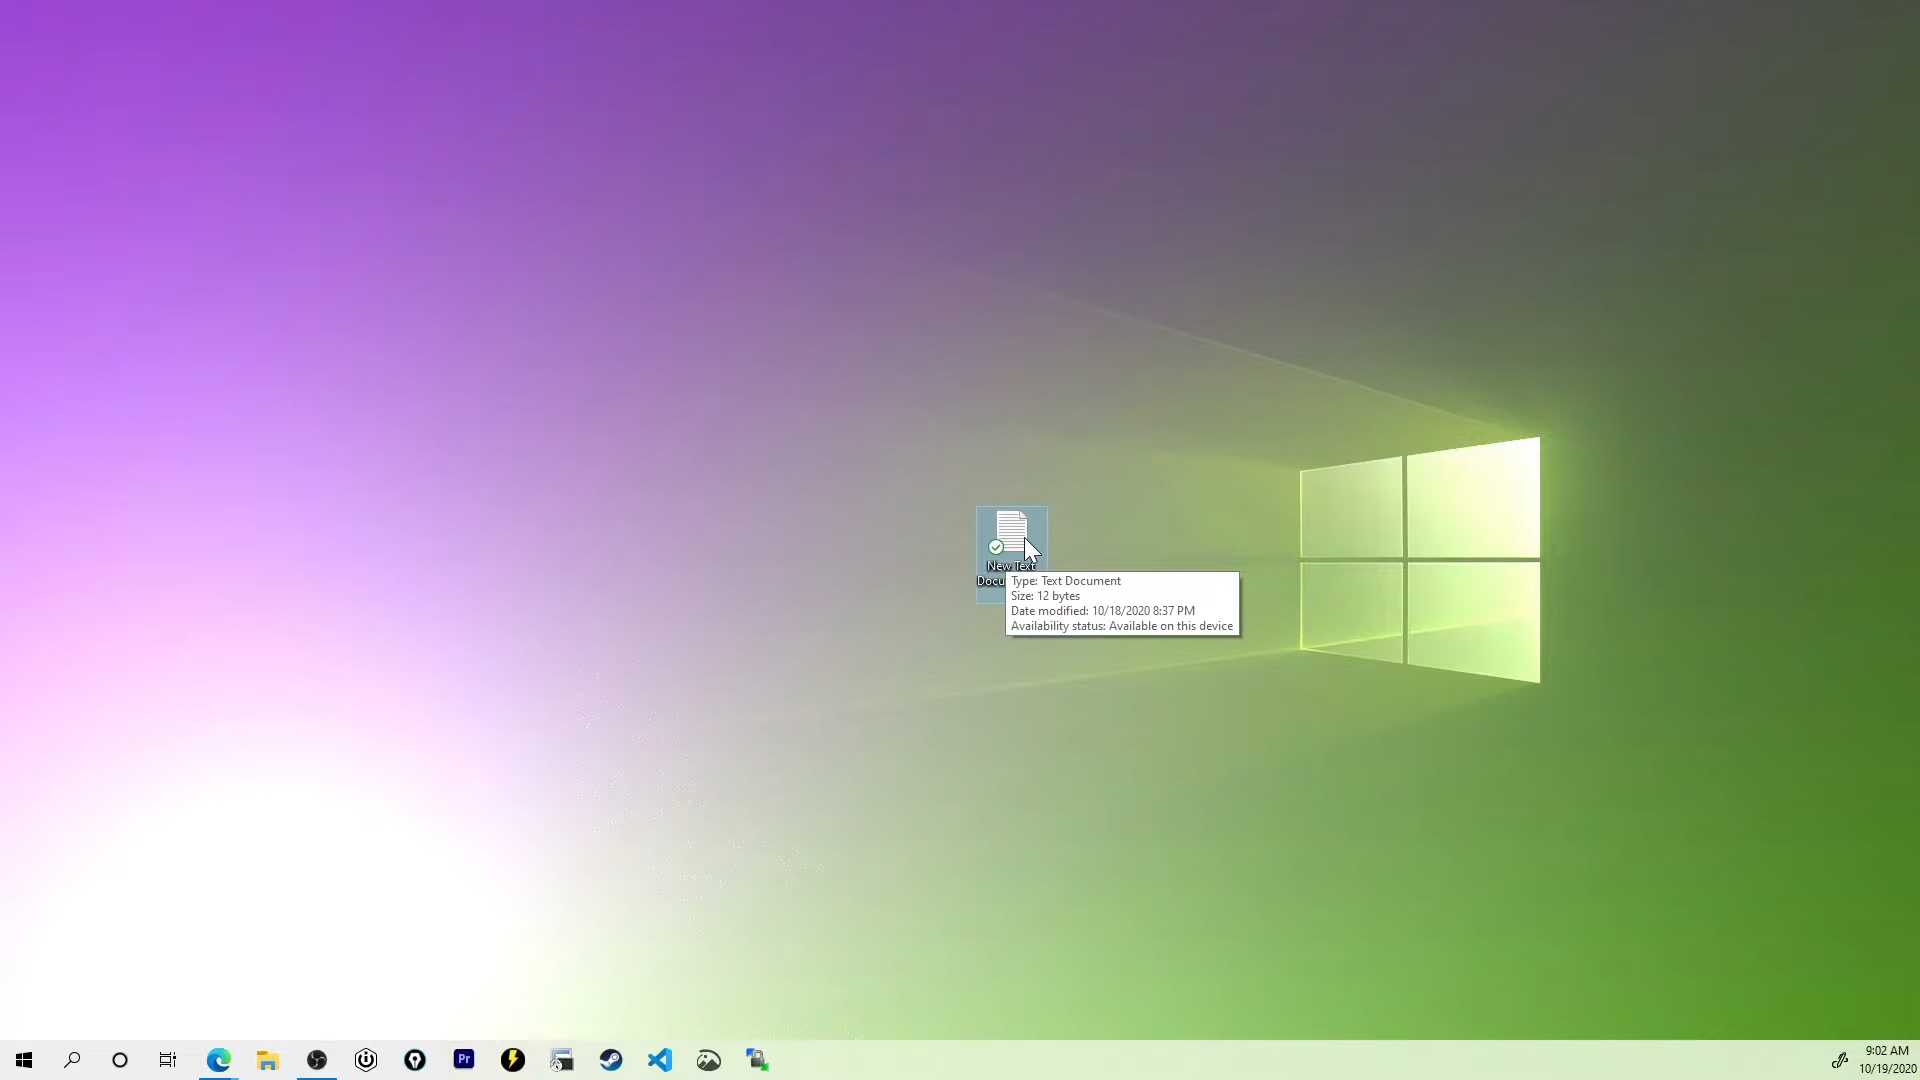 New Text
Docu
Type: Text Document
Size: 12 bytes
Date modified: 10/18/2020 8:37 PM
Availability status: Available on this device
Pr
9:02 AM
10/19/2020